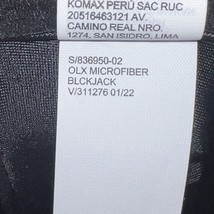 KOMAX PERÚ SAC RUC
20516463121 AV.
CAMINO REAL NRO.
1274, SAN ISIDRO, LIMA
S/836950-02
OLX MICROFIBER
BLCKJACK
V/311276 01/22